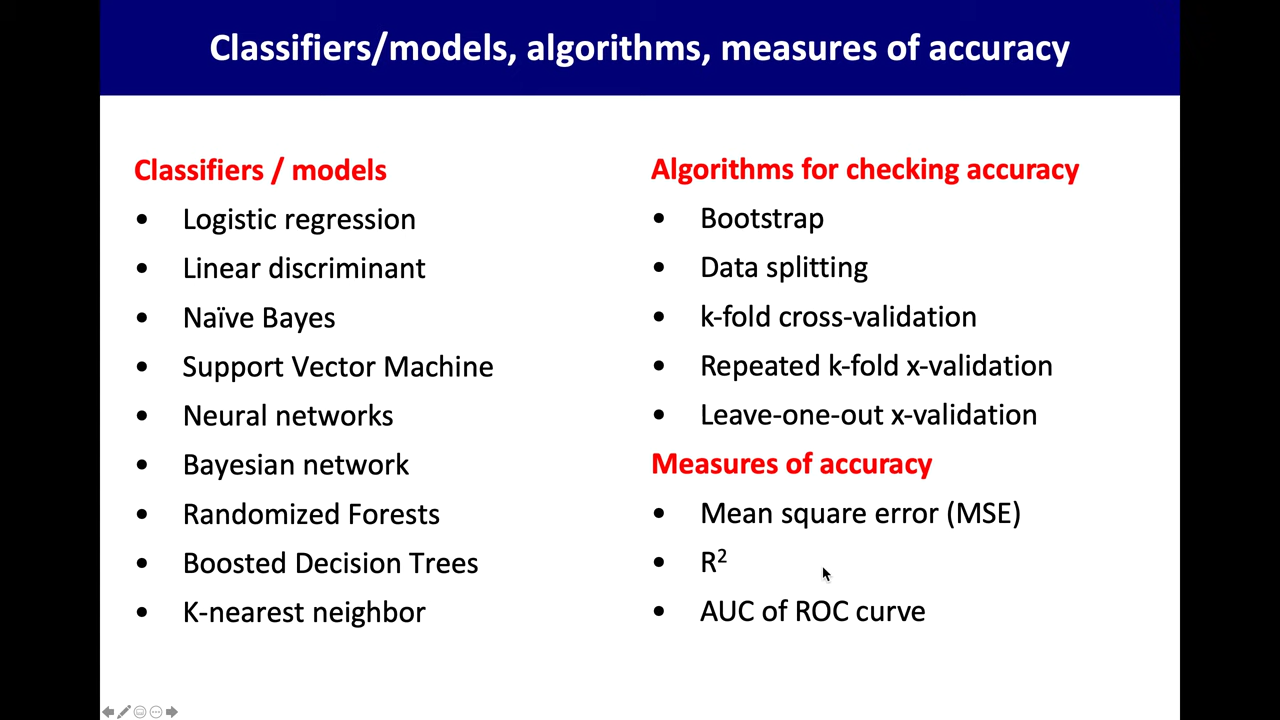 Classifiers/models, algorithms, measures of accuracy
Classifiers / models
• Logistic regression
• Linear discriminant
• Naïve Bayes
• Support Vector Machine
• Neural networks
• Bayesian network
• Randomized Forests
• Boosted Decision Trees
• K-nearest neighbor
Algorithms for checking accuracy
• Bootstrap
• Data splitting
• k-fold cross-validation
• Repeated k-fold x-validation
• Leave-one-out x-validation
Measures of accuracy
• Mean square error (MSE)
• R²
• AUC of ROC curve